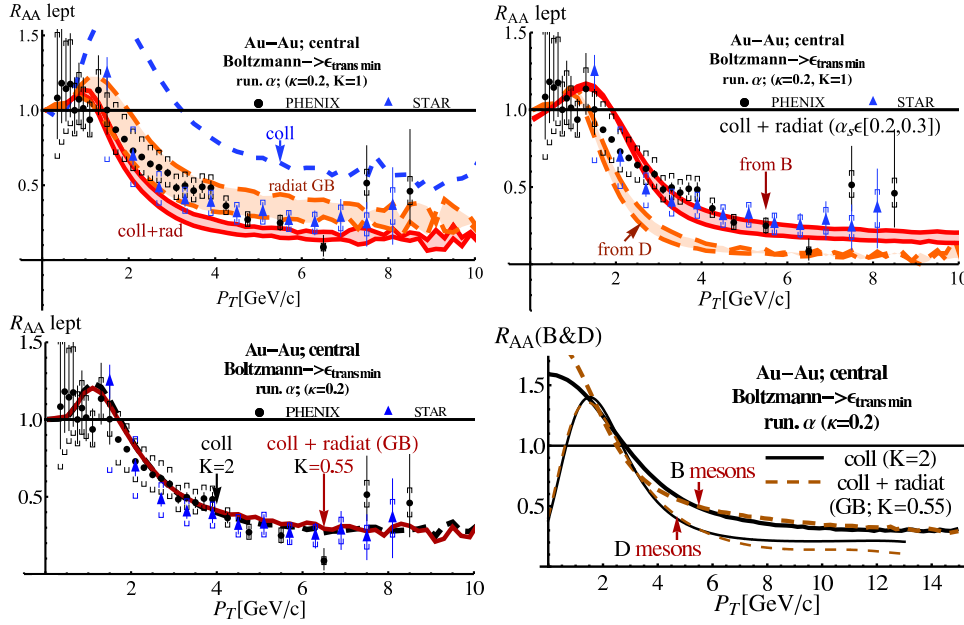 R_AA lept
Au−Au; central
Boltzmann−>ϵ_trans min
run. α; (κ=0.2, K=1)
PHENIX STAR
coll
radiat GB
coll+rad
1.5
1.0
0.5
2 4 6 8 10
P_T[GeV/c]
R_AA lept
Au−Au; central
Boltzmann−>ϵ_trans min
run. α; (κ=0.2, K=1)
PHENIX STAR
coll + radiat (α_sϵ[0.2,0.3])
from B
from D
1.5
1.0
0.5
2 4 6 8 10
P_T[GeV/c]
R_AA lept
Au−Au; central
Boltzmann−>ϵ_trans min
run. α; (κ=0.2)
PHENIX STAR
coll coll + radiat (GB)
K=2 K=0.55
1.5
1.0
0.5
2 4 6 8 10
P_T[GeV/c]
R_AA(B&D)
Au−Au; central
Boltzmann−>ϵ_trans min
run. α (κ=0.2)
coll (K=2)
coll + radiat
(GB; K=0.55)
B mesons
D mesons
1.5
1.0
0.5
2 4 6 8 10 12 14
P_T[GeV/c]